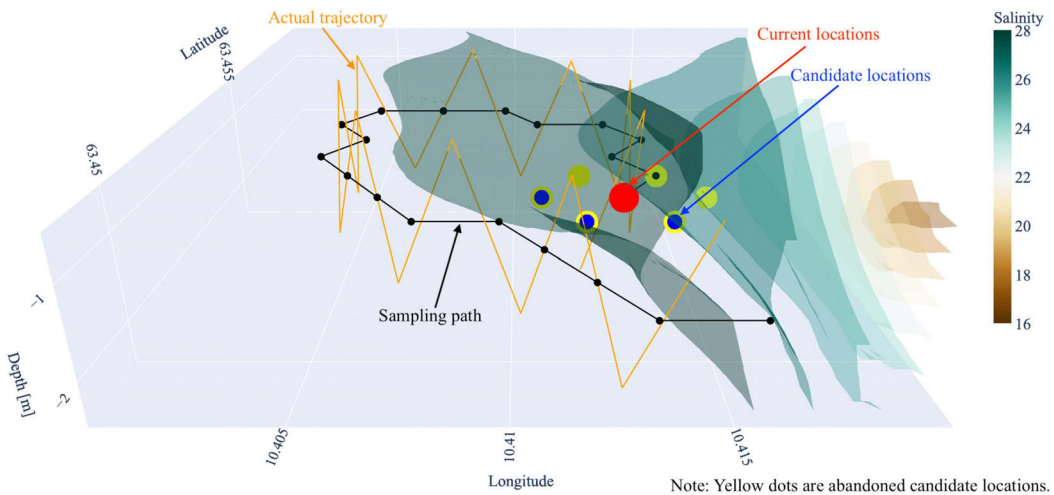 Actual trajectory
Salinity
Latitude
63.455
Current locations
28
Candidate locations
26
63.45
24
22
20
18
−1
Sampling path
16
Depth [m]
−2
10.405
10.41
10.415
Longitude
Note: Yellow dots are abandoned candidate locations.